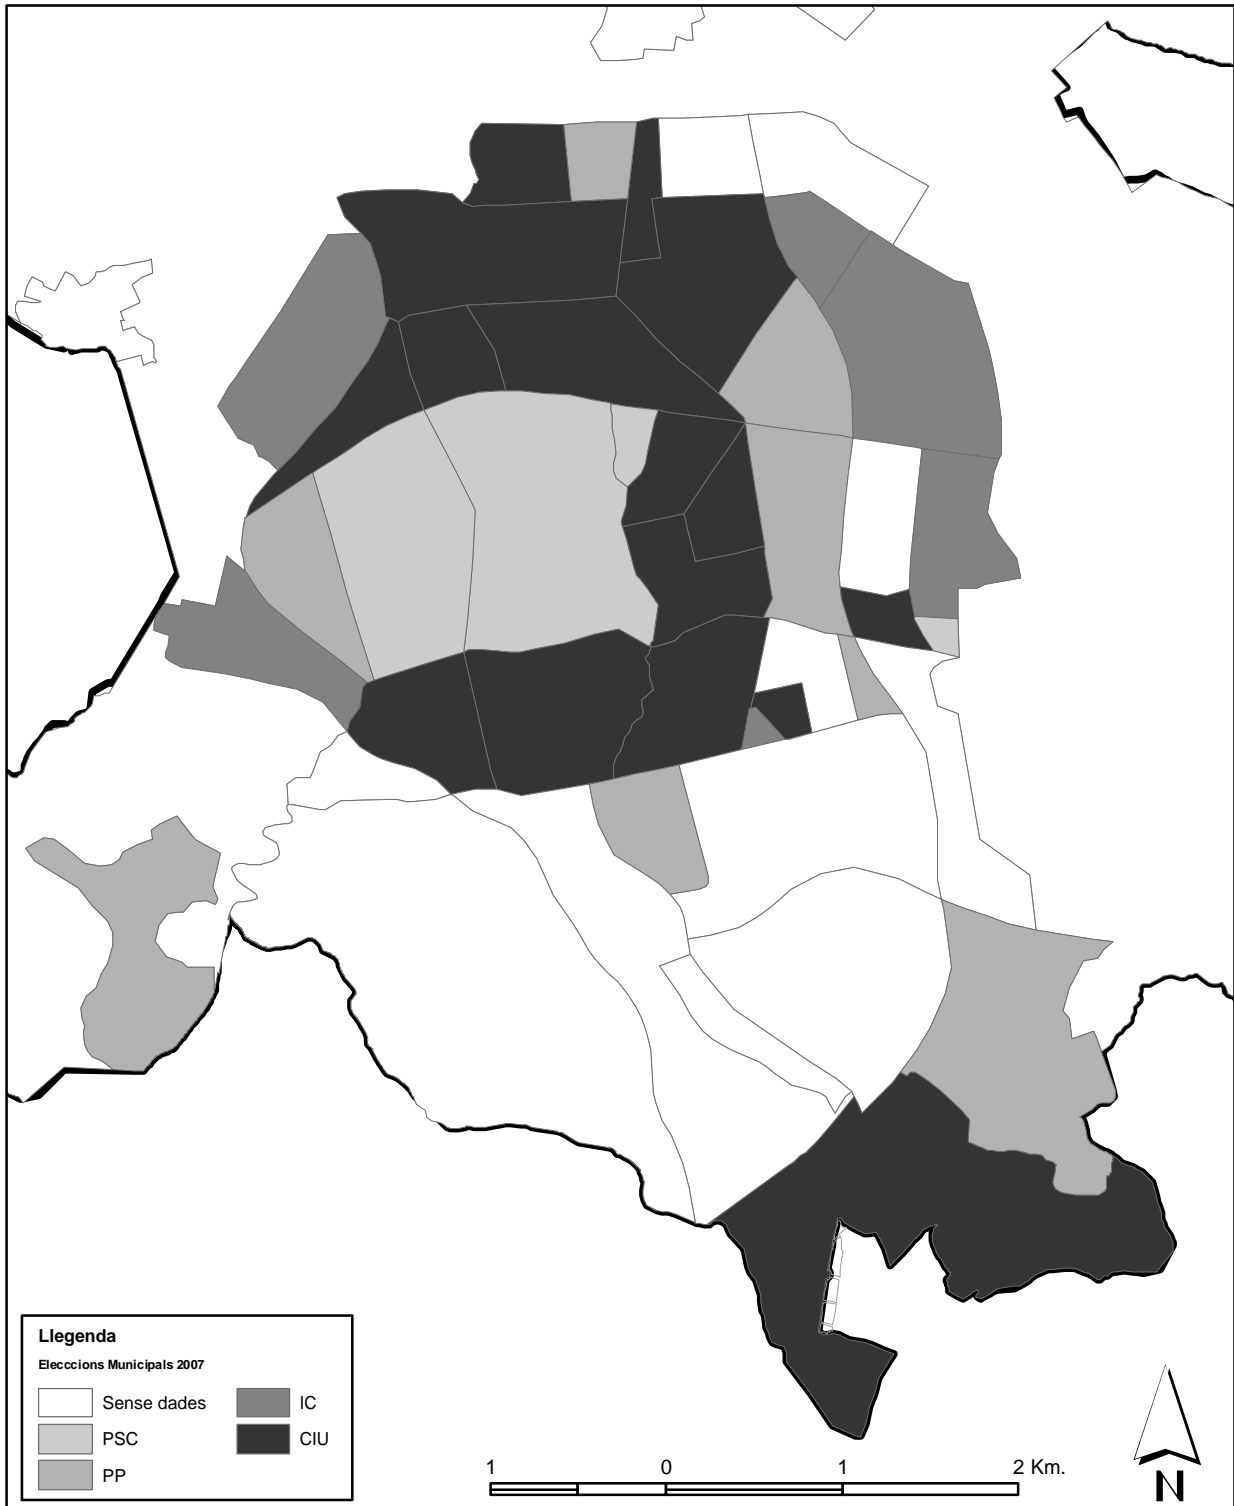 Llegenda
Elecccions Municipals 2007
Sense dades
IC
PSC
CIU
PP
1 0 1 2 Km.
N